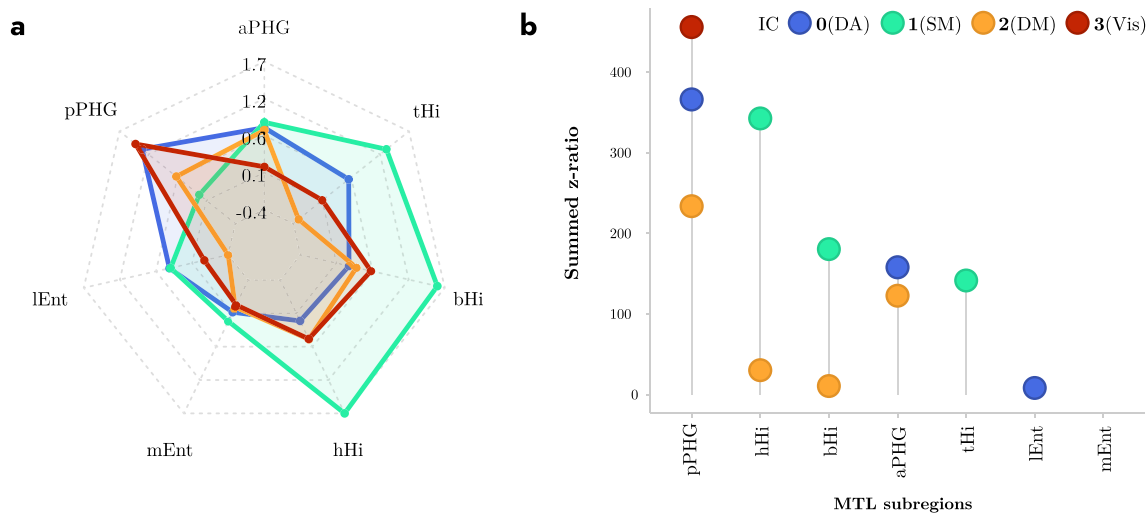 a
aPHG
1.7
1.2
0.6
0.1
-0.4
tHi
bHi
hHi
mEnt
lEnt
pPHG
b
IC 0(DA) 1(SM) 2(DM) 3(Vis)
Summed z-ratio
400
300
200
100
0
pPHG
hHi
bHi
aPHG
tHi
lEnt
mEnt
MTL subregions